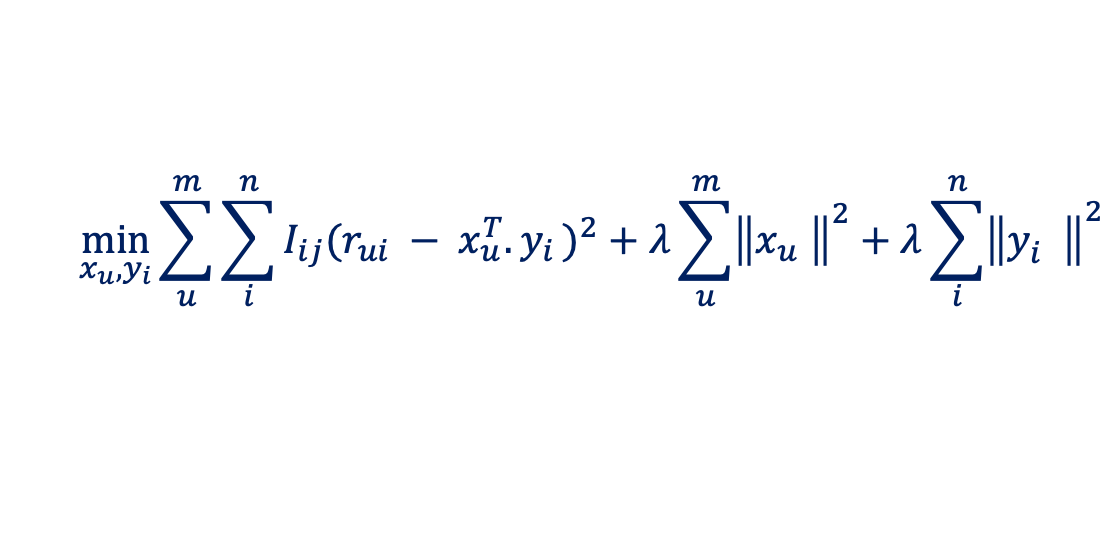 min_{x_u,y_i} ∑_u^m ∑_i^n I_{ij}(r_{ui} − x_u^T. y_i)^2 + λ ∑_u^m ‖x_u‖^2 + λ ∑_i^n ‖y_i‖^2